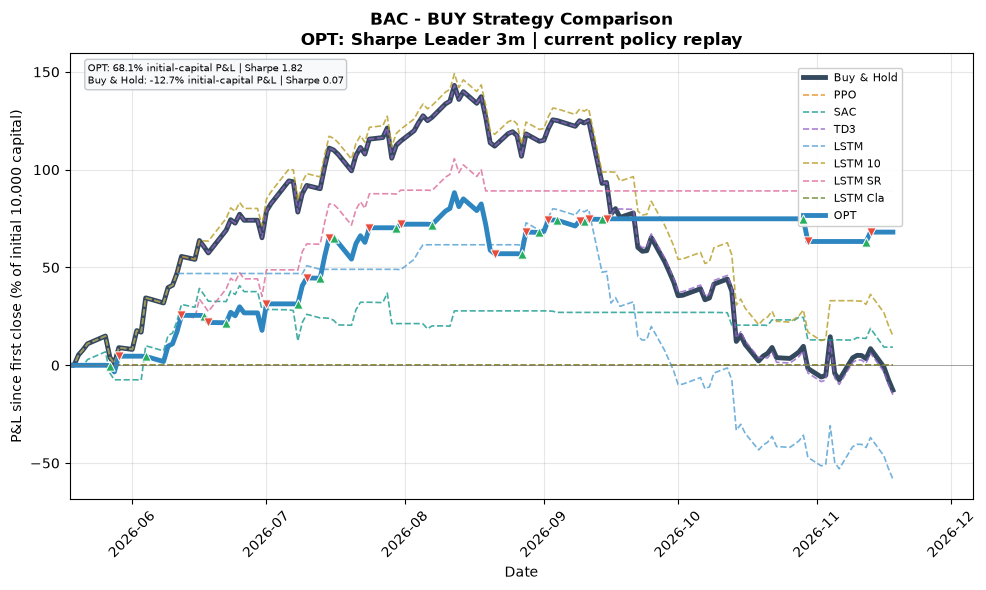 BAC - BUY Strategy Comparison
OPT: Sharpe Leader 3m | current policy replay
OPT: 68.1% initial-capital P&L | Sharpe 1.82
Buy & Hold: -12.7% initial-capital P&L | Sharpe 0.07
Buy & Hold
PPO
SAC
TD3
LSTM
LSTM 10
LSTM SR
LSTM Cla
OPT
P&L since first close (% of initial 10,000 capital)
150
100
50
0
−50
2026-06
2026-07
2026-08
2026-09
2026-10
2026-11
2026-12
Date